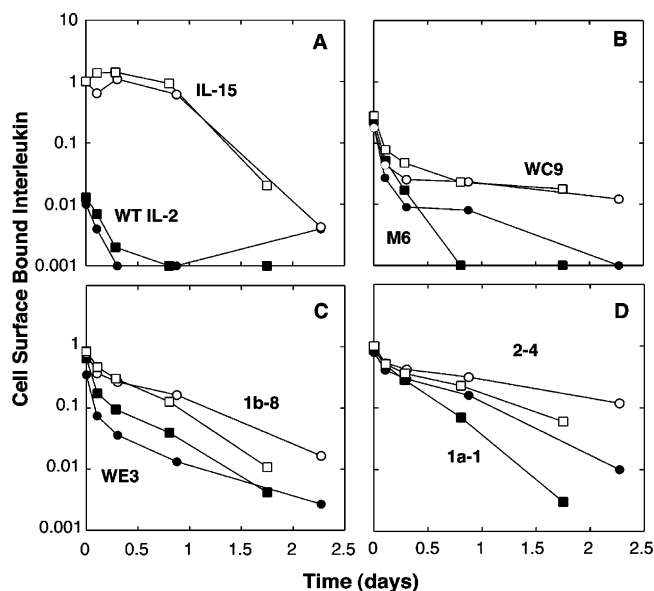 10
1
0.1
0.01
0.001
A
IL-15
WT IL-2
B
WC9
M6
Cell Surface Bound Interleukin
1
0.1
0.01
0.001
C
1b-8
WE3
D
2-4
1a-1
0 0.5 1 1.5 2 2.5
0 0.5 1 1.5 2 2.5
Time (days)